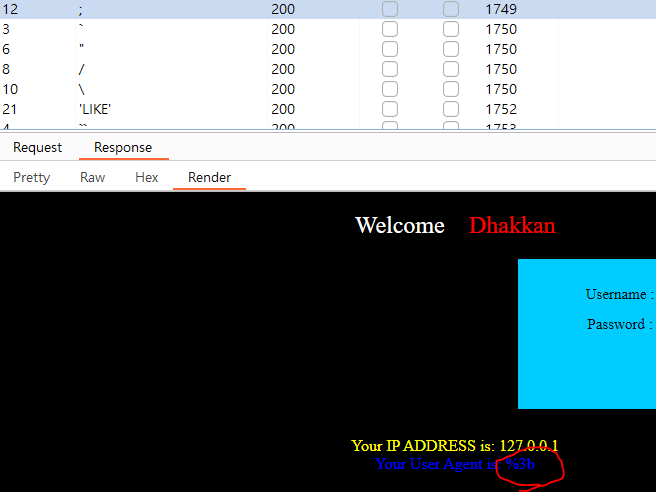 12 ; 200 1749
3 ` 200 1750
6 " 200 1750
8 / 200 1750
10 \ 200 1750
21 'LIKE' 200 1752
4 `` 200 1753
Request Response
Pretty Raw Hex Render
Welcome Dhakkan
Username :
Password :
Your IP ADDRESS is: 127.0.0.1
Your User Agent is: %3b